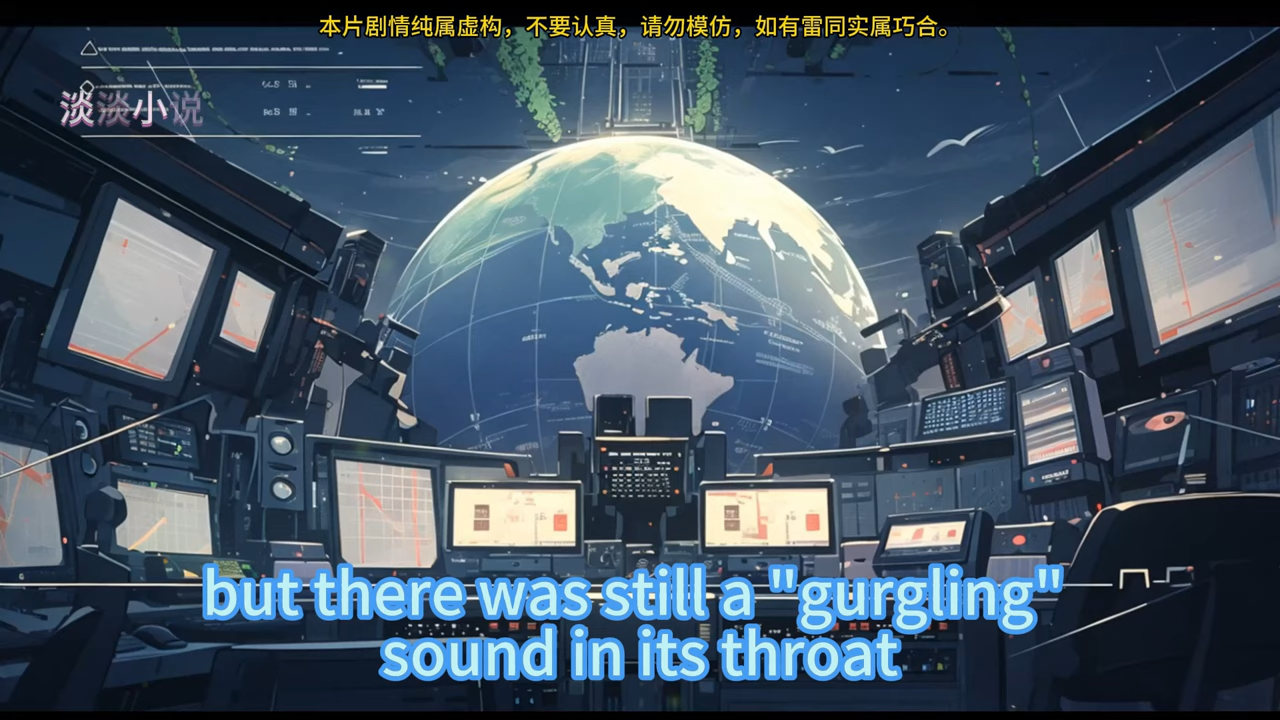 本片剧情纯属虚构，不要认真，请勿模仿，如有雷同实属巧合。
淡淡小说
but there was still a "gurgling"
sound in its throat